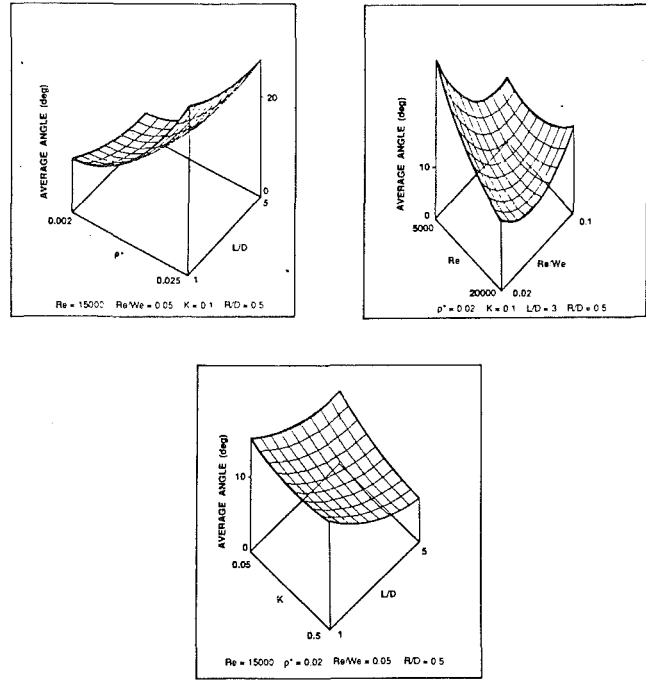 AVERAGE ANGLE (deg)
20
0
5
0.002
ρ*
L/D
0.025
1
Re = 15000 Re/We = 0.05 K = 0.1 R/D = 0.5
AVERAGE ANGLE (deg)
10
0
5000
0.1
Re
Re/We
20000
0.02
ρ* = 0.02 K = 0.1 L/D = 3 R/D = 0.5
AVERAGE ANGLE (deg)
10
0
0.05
5
K
L/D
0.5
1
Re = 15000 ρ* = 0.02 Re/We = 0.05 R/D = 0.5